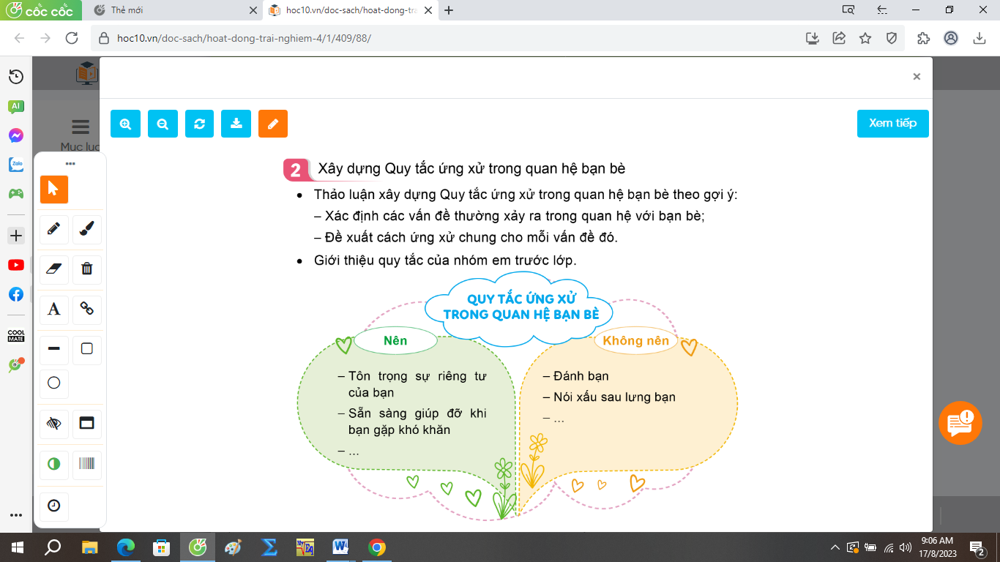 cốc cốc
Thẻ mới
hoc10.vn/doc-sach/hoat-dong-tra
hoc10.vn/doc-sach/hoat-dong-trai-nghiem-4/1/409/88/
AI
Mục lục
Zalo
Xem tiếp
2 Xây dựng Quy tắc ứng xử trong quan hệ bạn bè
• Thảo luận xây dựng Quy tắc ứng xử trong quan hệ bạn bè theo gợi ý:
– Xác định các vấn đề thường xảy ra trong quan hệ với bạn bè;
– Đề xuất cách ứng xử chung cho mỗi vấn đề đó.
• Giới thiệu quy tắc của nhóm em trước lớp.
QUY TẮC ỨNG XỬ
TRONG QUAN HỆ BẠN BÈ
Nên
– Tôn trọng sự riêng tư
của bạn
– Sẵn sàng giúp đỡ khi
bạn gặp khó khăn
– ...
Không nên
– Đánh bạn
– Nói xấu sau lưng bạn
– ...
A
COOL
MATE
9:06 AM
17/8/2023
2